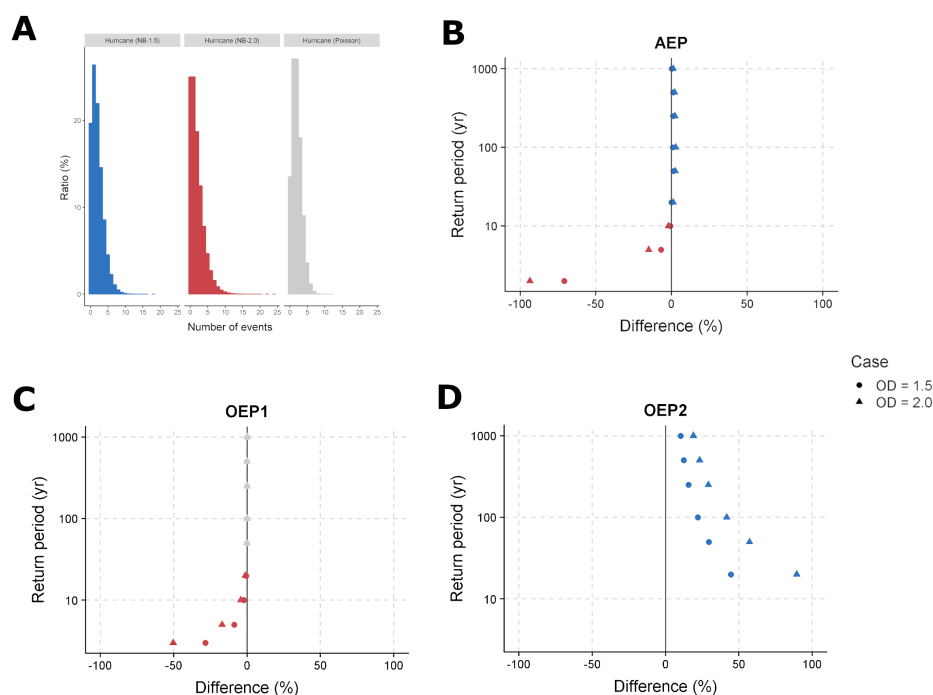 A
Hurricane (NB-1.5) Hurricane (NB-2.0) Hurricane (Poisson)
Ratio (%)
20
10
0
0 5 10 15 20 25 0 5 10 15 20 25 0 5 10 15 20 25
Number of events
B
AEP
Return period (yr)
1000
100
10
-100 -50 0 50 100
Difference (%)
Case
OD = 1.5
OD = 2.0
C
OEP1
Return period (yr)
1000
100
10
-100 -50 0 50 100
Difference (%)
D
OEP2
Return period (yr)
1000
100
10
-100 -50 0 50 100
Difference (%)